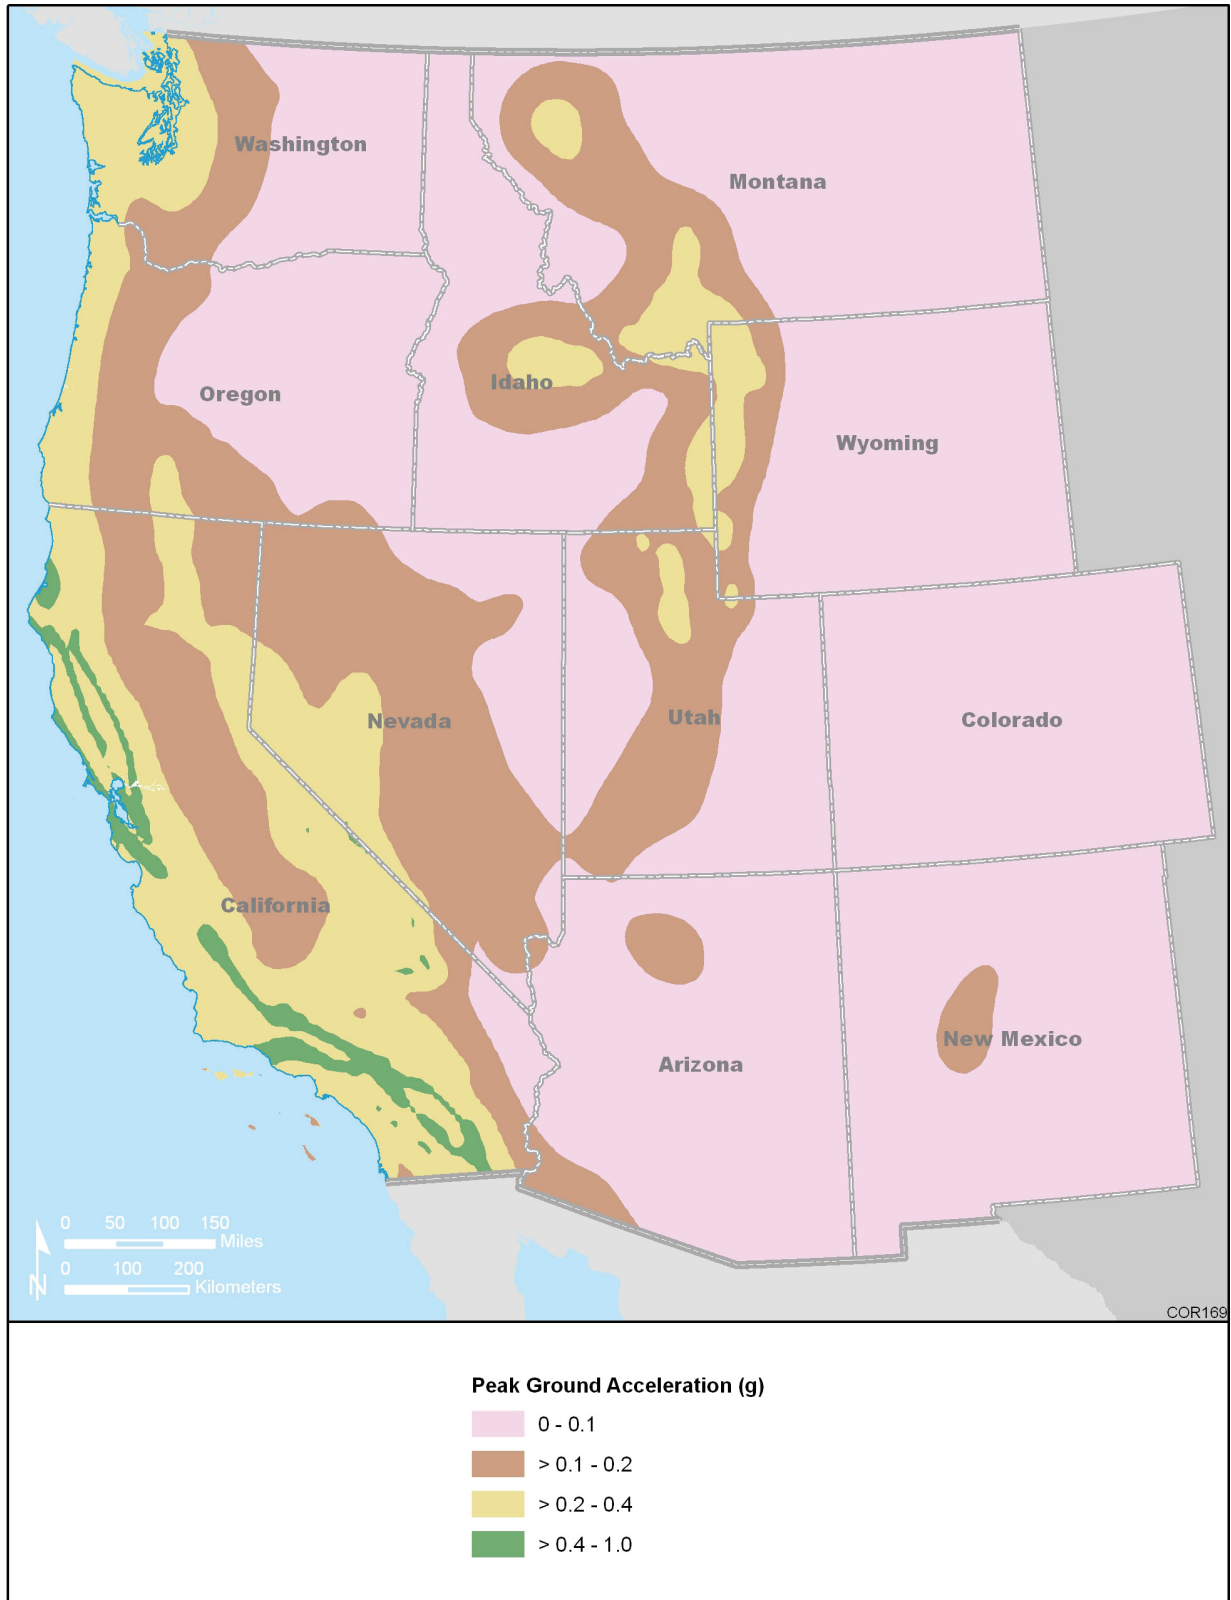 Washington
Montana
Oregon
Idaho
Wyoming
Nevada
Utah
Colorado
California
Arizona
New Mexico
0 50 100 150
Miles
0 100 200
Kilometers
N
COR169
Peak Ground Acceleration (g)
0 - 0.1
> 0.1 - 0.2
> 0.2 - 0.4
> 0.4 - 1.0